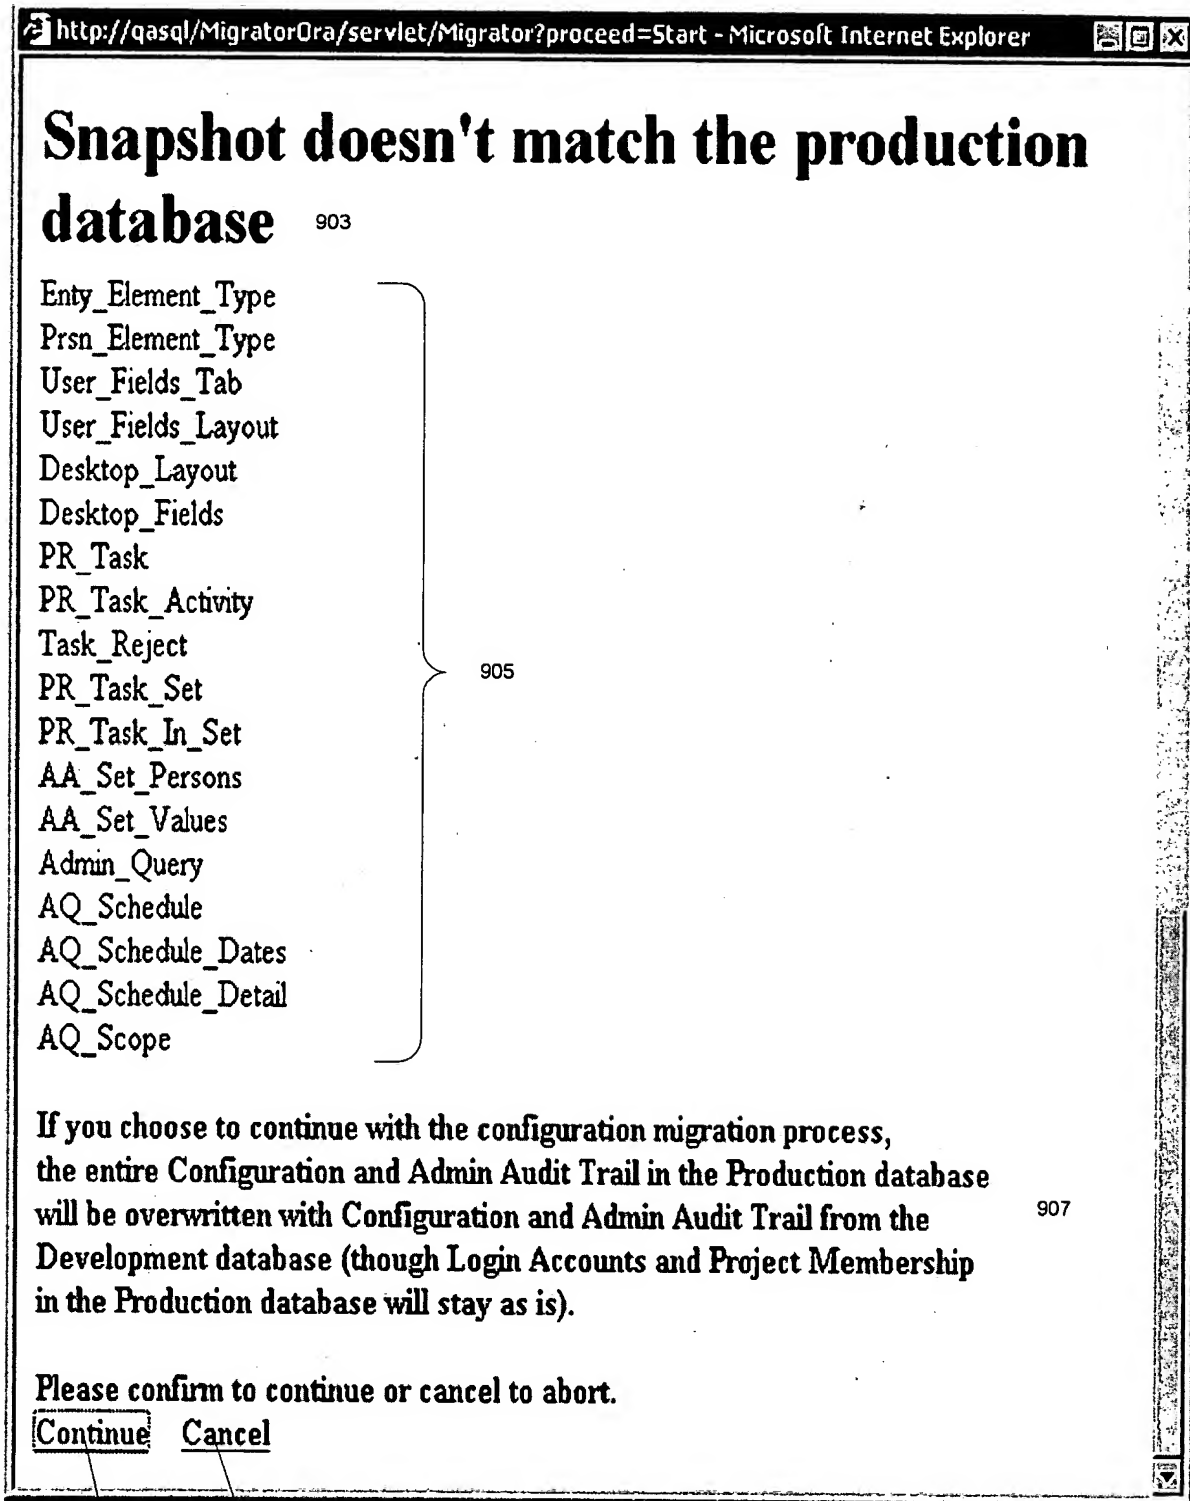 http://qasql/MigratorOra/servlet/Migrator?proceed=Start - Microsoft Internet Explorer
Snapshot doesn't match the production
database 903
Enty_Element_Type
Prsn_Element_Type
User_Fields_Tab
User_Fields_Layout
Desktop_Layout
Desktop_Fields
PR_Task
PR_Task_Activity
Task_Reject
905
PR_Task_Set
PR_Task_In_Set
AA_Set_Persons
AA_Set_Values
Admin_Query
AQ_Schedule
AQ_Schedule_Dates
AQ_Schedule_Detail
AQ_Scope
If you choose to continue with the configuration migration process,
the entire Configuration and Admin Audit Trail in the Production database
will be overwritten with Configuration and Admin Audit Trail from the 907
Development database (though Login Accounts and Project Membership
in the Production database will stay as is).
Please confirm to continue or cancel to abort.
Continue Cancel